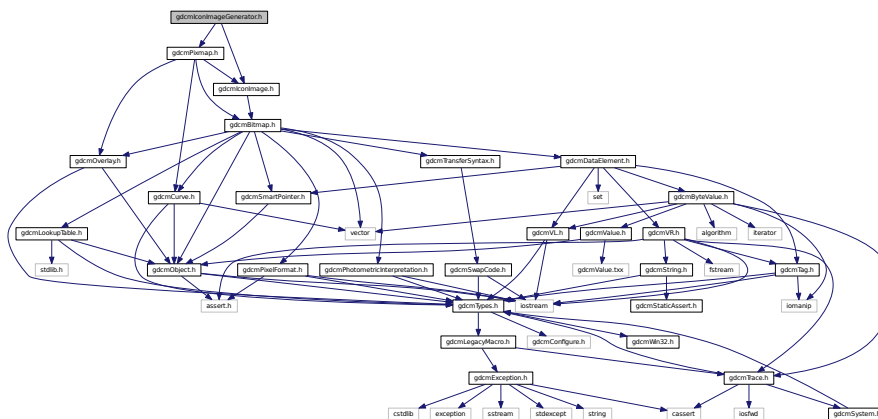 gdcmIconImageGenerator.h
gdcmPixmap.h
gdcmIconImage.h
gdcmBitmap.h
gdcmOverlay.h
gdcmTransferSyntax.h
gdcmDataElement.h
gdcmCurve.h
gdcmSmartPointer.h
set
gdcmByteValue.h
gdcmLookupTable.h
vector
gdcmVL.h
gdcmValue.h
gdcmVR.h
algorithm
iterator
stdlib.h
gdcmObject.h
gdcmPixelFormat.h
gdcmPhotometricInterpretation.h
gdcmSwapCode.h
gdcmValue.txx
gdcmString.h
fstream
gdcmTag.h
assert.h
gdcmTypes.h
iostream
gdcmStaticAssert.h
iomanip
gdcmLegacyMacro.h
gdcmConfigure.h
gdcmWin32.h
gdcmException.h
gdcmTrace.h
cstdlib
exception
sstream
stdexcept
string
cassert
iosfwd
gdcmSystem.h